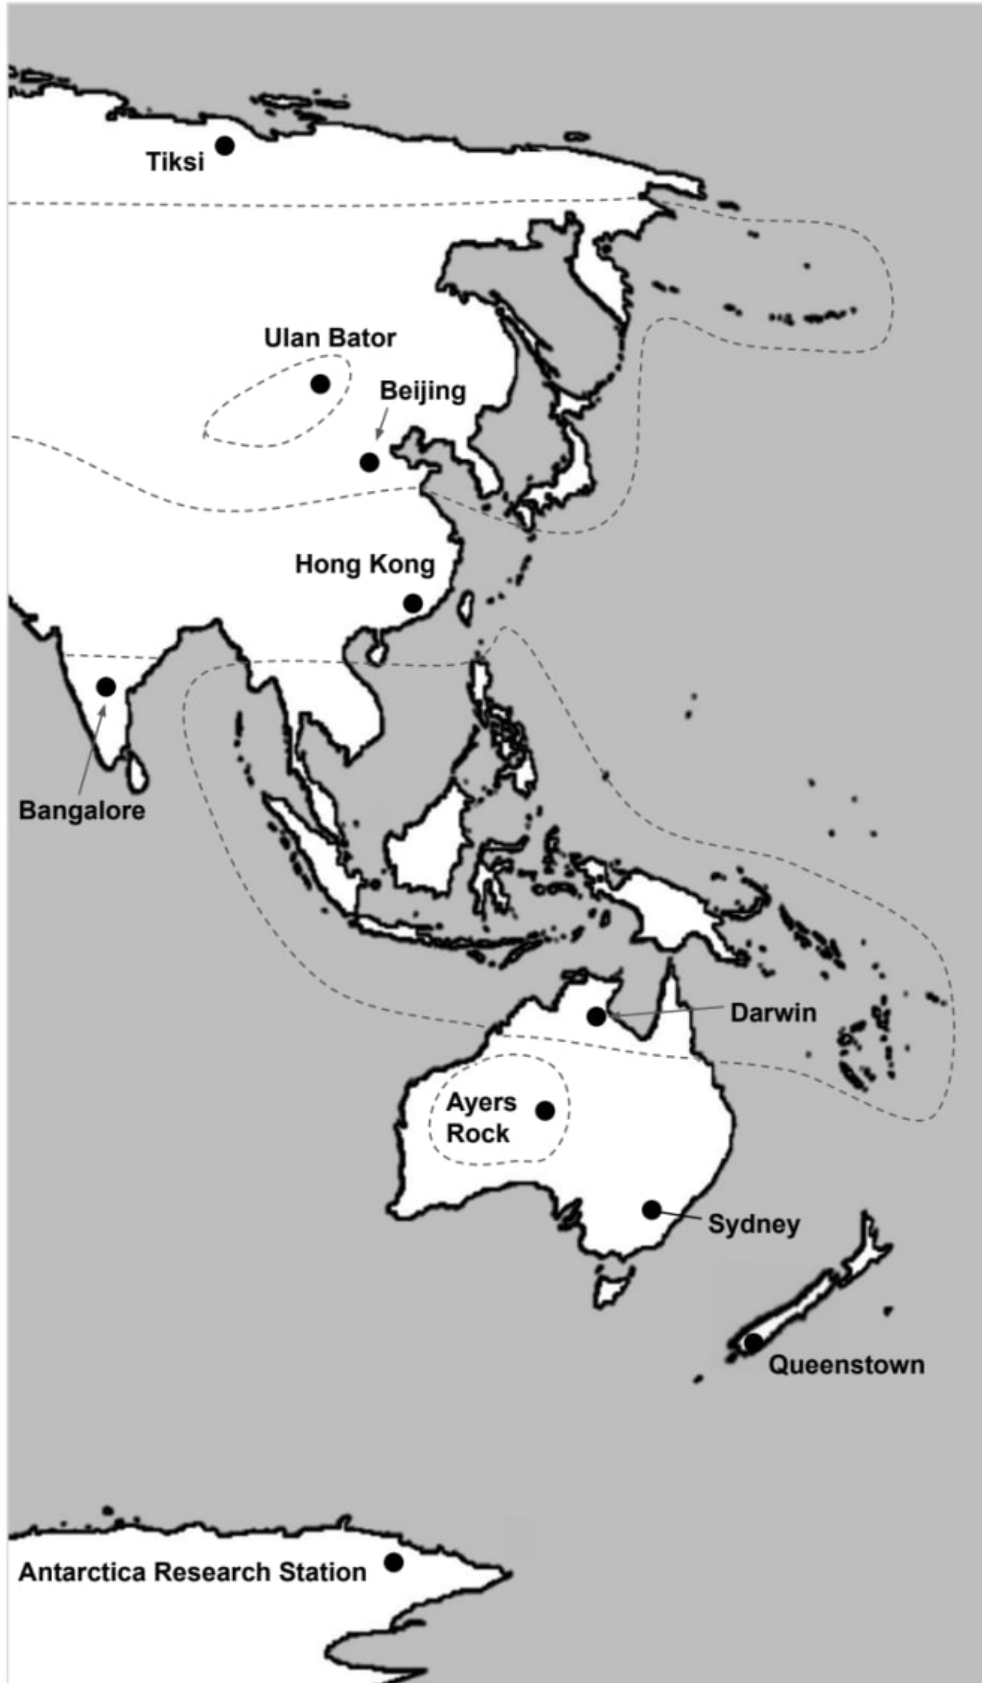 Tiksi
Ulan Bator
Beijing
Hong Kong
Bangalore
Darwin
Ayers
Rock
Sydney
Queenstown
Antarctica Research Station